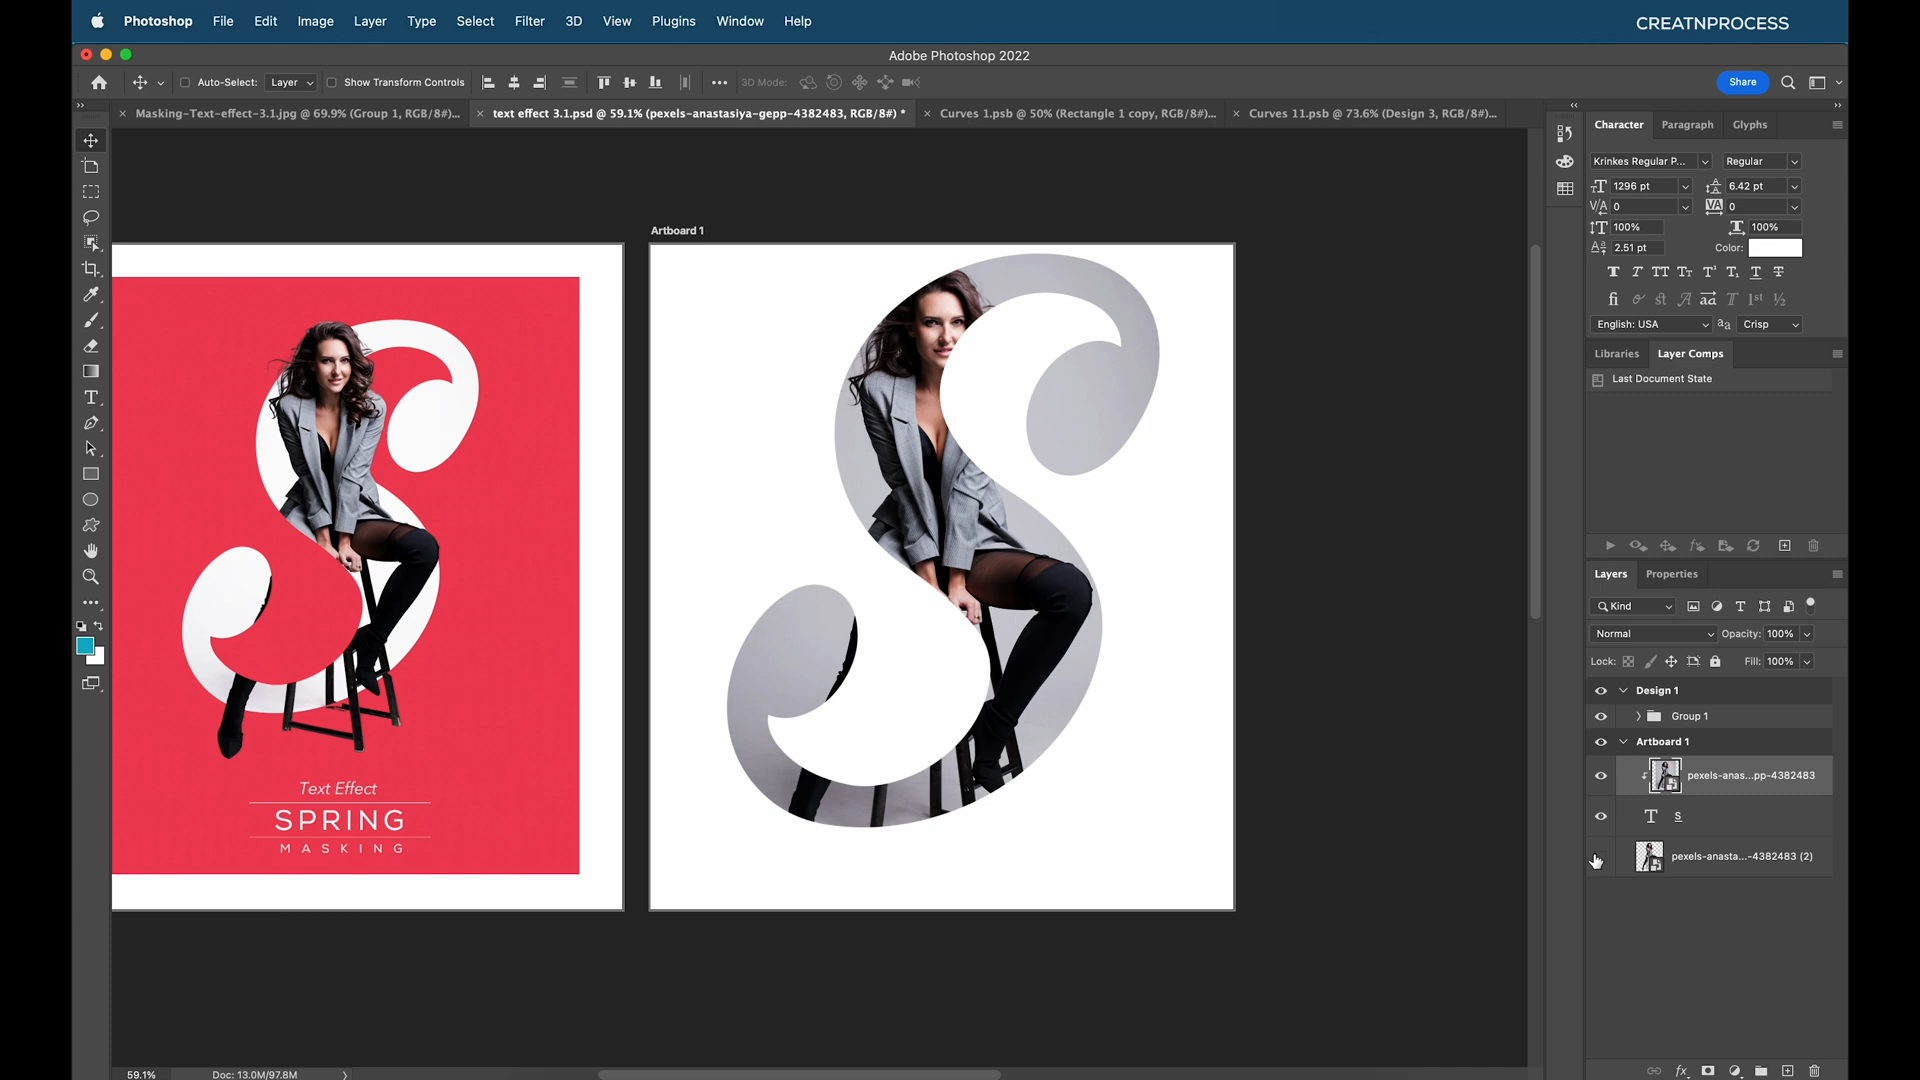 Photoshop File Edit Image Layer Type Select Filter 3D View Plugins Window Help
CREATNPROCESS
Adobe Photoshop 2022
Auto-Select: Layer Show Transform Controls 3D Mode: Share
Masking-Text-effect-3.1.jpg @ 69.9% (Group 1, RGB/8#)...
text effect 3.1.psd @ 59.1% (pexels-anastasiya-gepp-4382483, RGB/8#) *
Curves 1.psb @ 50% (Rectangle 1 copy, RGB/8#)...
Curves 11.psb @ 73.6% (Design 3, RGB/8#)...
Artboard 1
Text Effect
SPRING
MASKING
Character Paragraph Glyphs
Krinkes Regular P... Regular
1296 pt 6.42 pt
0 0
100% 100%
2.51 pt Color:
English: USA Crisp
Libraries Layer Comps
Last Document State
Layers Properties
Kind
Normal Opacity: 100%
Lock: Fill: 100%
Design 1
Group 1
Artboard 1
pexels-anas...pp-4382483
S
pexels-anasta...-4382483 (2)
59.1% Doc: 13.0M/97.8M